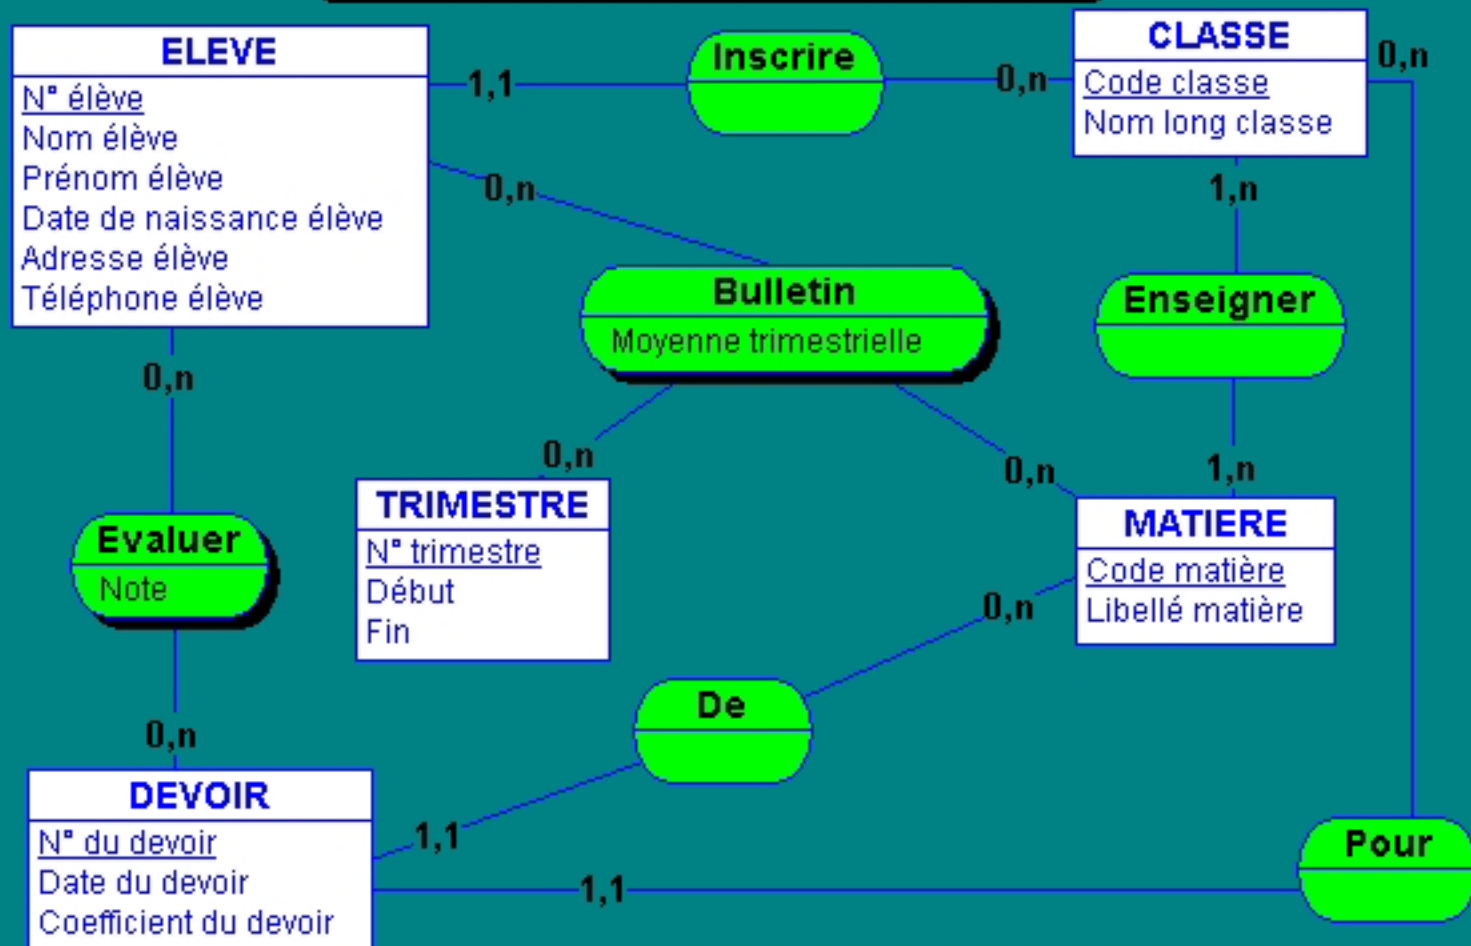 ELEVE
N° élève
Nom élève
Prénom élève
Date de naissance élève
Adresse élève
Téléphone élève
1,1
Inscrire
0,n
CLASSE
Code classe
Nom long classe
0,n
0,n
1,n
Bulletin
Moyenne trimestrielle
Enseigner
0,n
0,n
0,n
1,n
Evaluer
Note
TRIMESTRE
N° trimestre
Début
Fin
MATIERE
Code matière
Libellé matière
0,n
De
0,n
DEVOIR
N° du devoir
Date du devoir
Coefficient du devoir
1,1
1,1
Pour